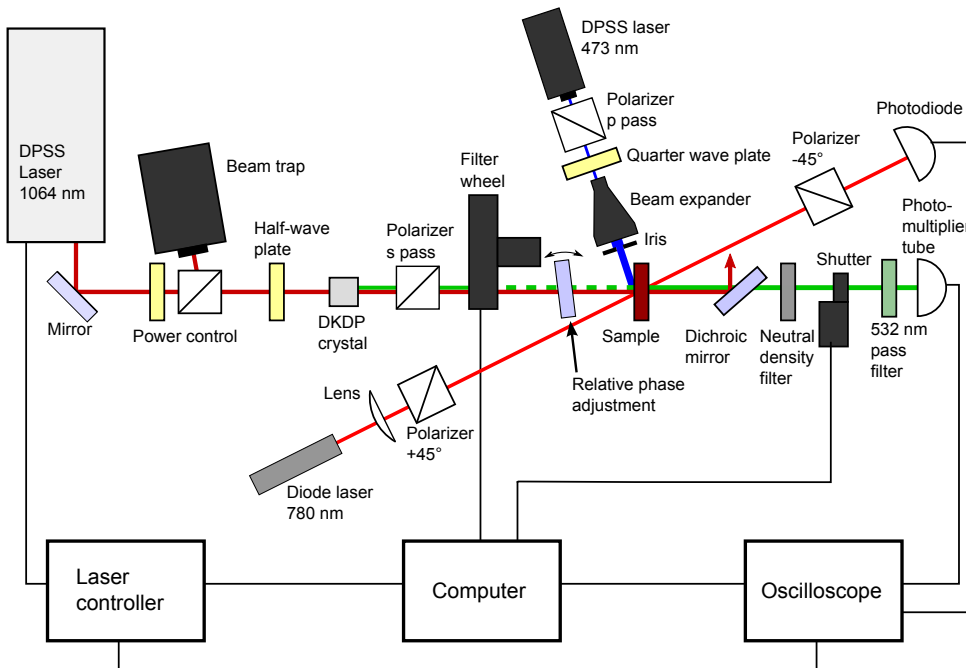 DPSS
Laser
1064 nm
Mirror
Beam trap
Power control
Half-wave
plate
DKDP
crystal
Polarizer
s pass
Filter
wheel
DPSS laser
473 nm
Polarizer
p pass
Quarter wave plate
Beam expander
Iris
Sample
Relative phase
adjustment
Lens
Polarizer
+45°
Diode laser
780 nm
Polarizer
-45°
Photodiode
Photo-
multiplier
tube
Shutter
Dichroic
mirror
Neutral
density
filter
532 nm
pass
filter
Laser
controller
Computer
Oscilloscope